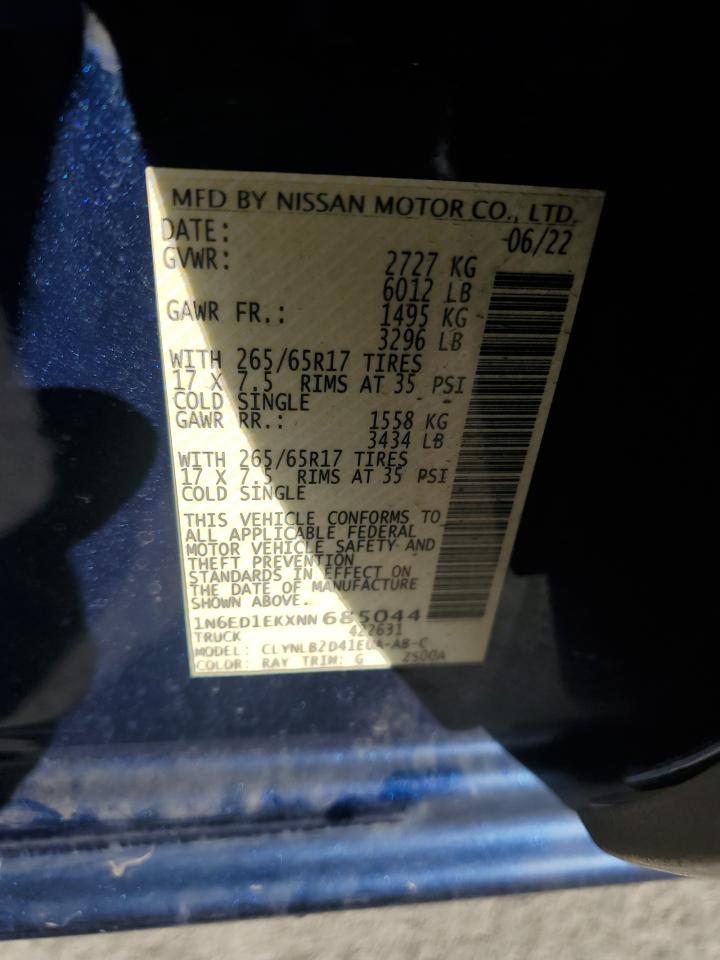 MFD BY NISSAN MOTOR CO., LTD.
DATE: 06/22
GVWR: 2727 KG
6012 LB
GAWR FR.: 1495 KG
3296 LB
WITH 265/65R17 TIRES
17 X 7.5 RIMS AT 35 PSI
COLD SINGLE
GAWR RR.: 1558 KG
3434 LB
WITH 265/65R17 TIRES
17 X 7.5 RIMS AT 35 PSI
COLD SINGLE
THIS VEHICLE CONFORMS TO
ALL APPLICABLE FEDERAL
MOTOR VEHICLE SAFETY AND
THEFT PREVENTION
STANDARDS IN EFFECT ON
THE DATE OF MANUFACTURE
SHOWN ABOVE.
1N6ED1EKXNN685044
TRUCK 422631
MODEL: CLYNLB2D41EUA-AB-C
COLOR: RAY TRIM: G 2S00A